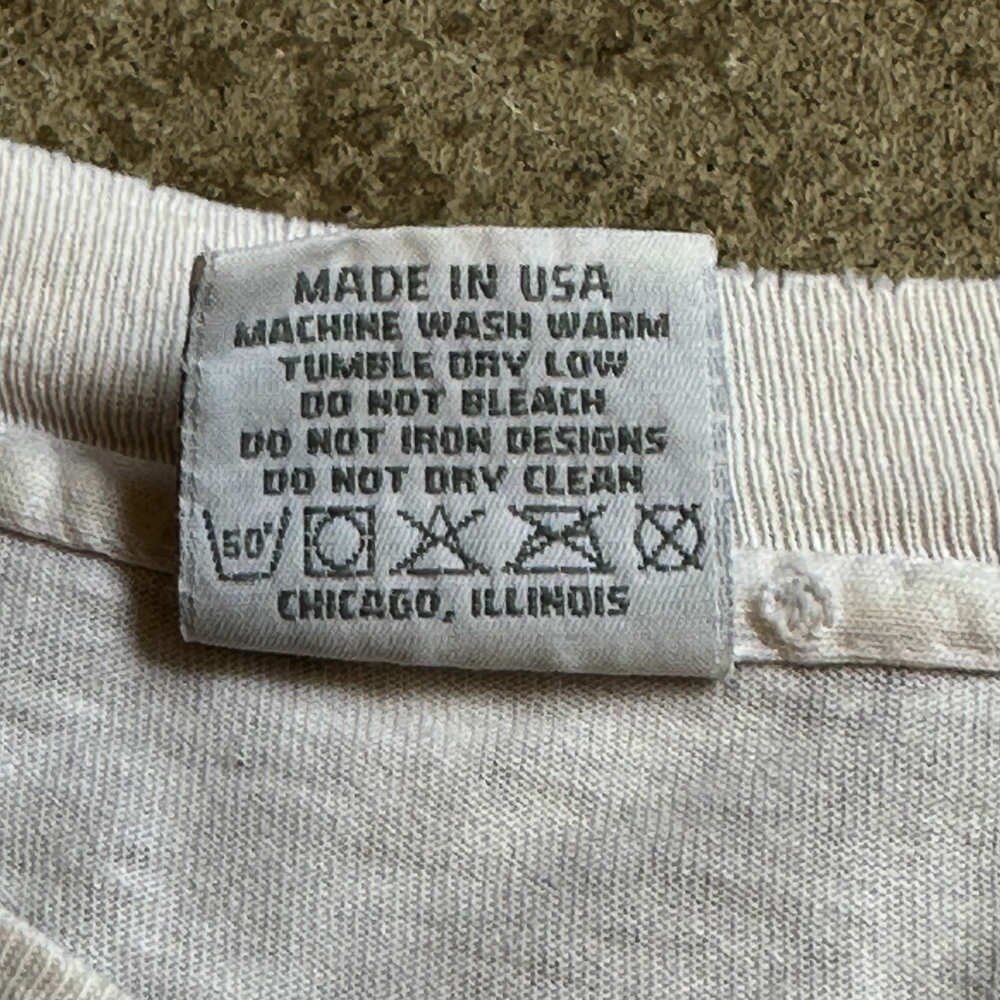 MADE IN USA
MACHINE WASH WARM
TUMBLE DRY LOW
DO NOT BLEACH
DO NOT IRON DESIGNS
DO NOT DRY CLEAN
50°
CHICAGO, ILLINOIS